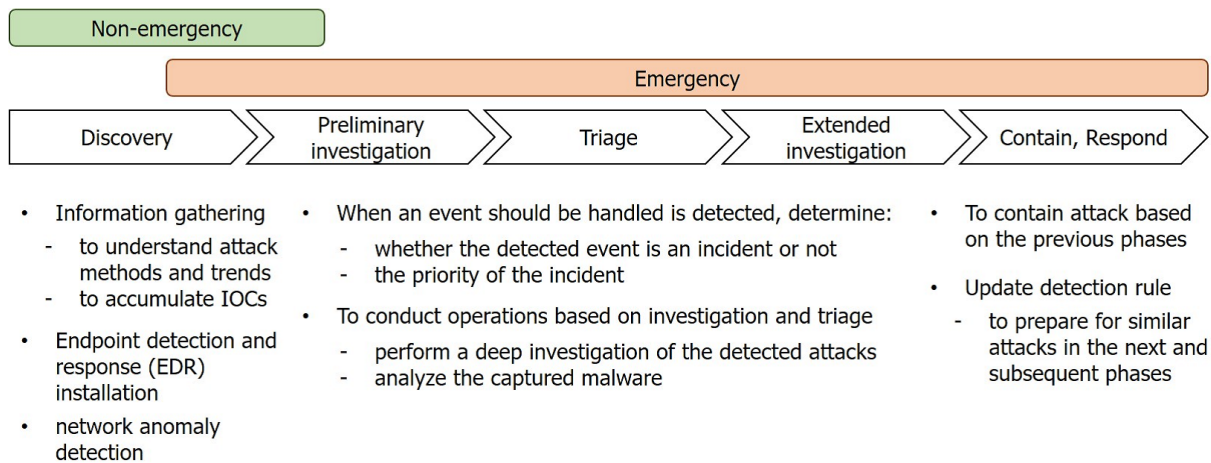 Non-emergency
Emergency
Discovery
Preliminary
investigation
Triage
Extended
investigation
Contain, Respond
• Information gathering
- to understand attack
methods and trends
- to accumulate IOCs
• Endpoint detection and
response (EDR)
installation
• network anomaly
detection
• When an event should be handled is detected, determine:
- whether the detected event is an incident or not
- the priority of the incident
• To conduct operations based on investigation and triage
- perform a deep investigation of the detected attacks
- analyze the captured malware
• To contain attack based
on the previous phases
• Update detection rule
- to prepare for similar
attacks in the next and
subsequent phases